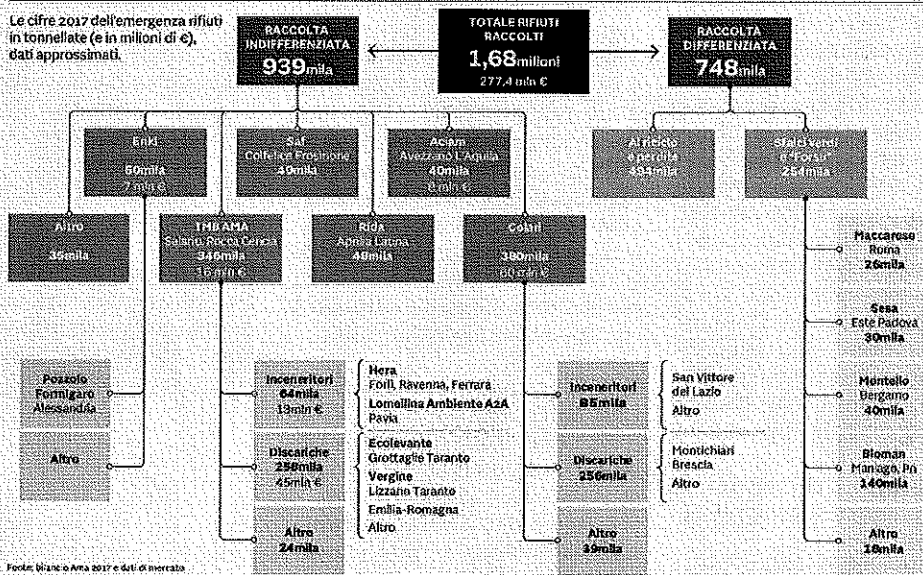 Le cifre 2017 dell'emergenza rifiuti
in tonnellate (e in milioni di €),
dati approssimati.
RACCOLTA
INDIFFERENZIATA
939mila
TOTALE RIFIUTI
RACCOLTI
1,68 milioni
277,4 mln €
RACCOLTA
DIFFERENZIATA
748mila
Enki
50mila
7 mln €
Saf
Colfelice Frosinone
49mila
Aciam
Avezzano L'Aquila
40mila
8 mln €
Al riciclo
e perdita
494mila
Sfalci verdi
e "Forsu"
254mila
Altro
35mila
TMB AMA
Salario, Rocca Cencia
346mila
16 mln €
Rida
Aprilia Latina
48mila
Colari
380mila
60 mln €
Maccarese
Roma
26mila
Sesa
Este Padova
30mila
Montello
Bergamo
40mila
Bioman
Maniago, Pn
140mila
Altro
18mila
Pozzolo
Formigaro
Alessandria
Altro
Inceneritori
64mila
13mln €
Hera
Forlì, Ravenna, Ferrara
Lomellina Ambiente A2A
Pavia
Discariche
258mila
45mln €
Ecolevante
Grottaglie Taranto
Vergine
Lizzano Taranto
Emilia-Romagna
Altro
Altro
24mila
Inceneritori
85mila
San Vittore
del Lazio
Altro
Discariche
256mila
Montichiari
Brescia
Altro
Altro
39mila
Fonte: bilancio Ama 2017 e dati di mercato